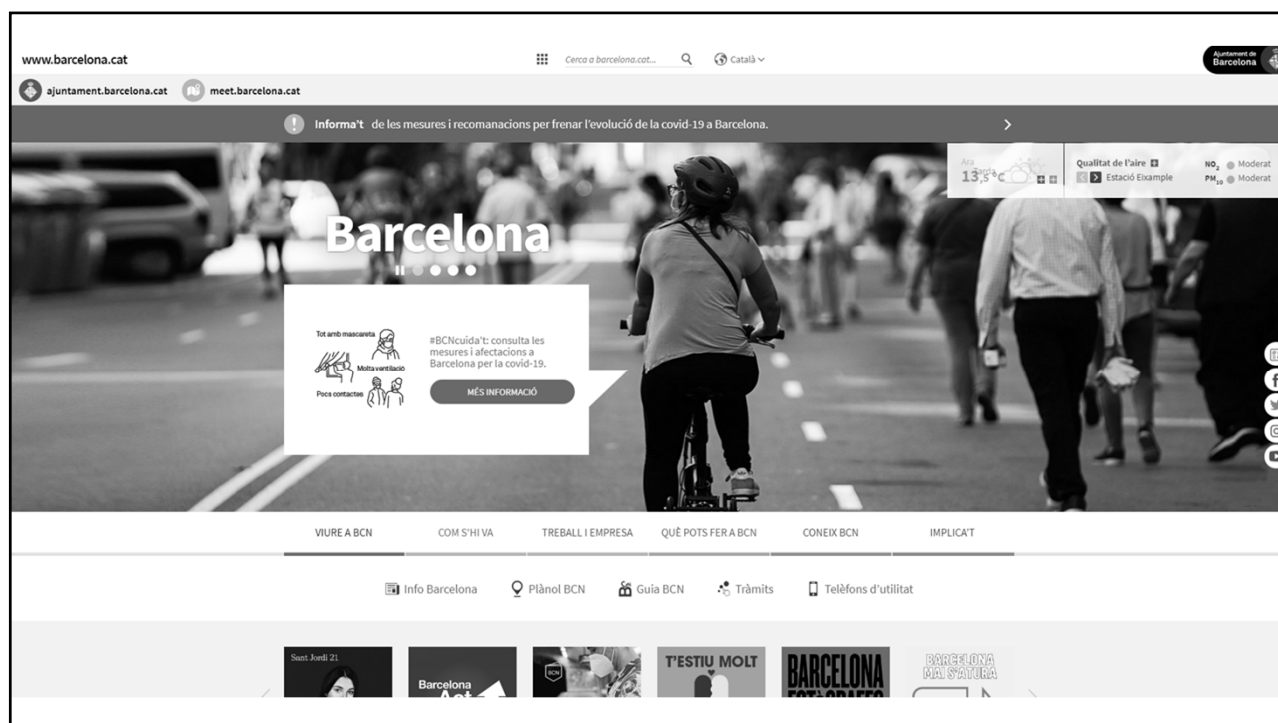 www.barcelona.cat
Cerca a barcelona.cat...
Català
Ajuntament de
Barcelona
ajuntament.barcelona.cat
meet.barcelona.cat
Informa't de les mesures i recomanacions per frenar l'evolució de la covid-19 a Barcelona.
Ara
Tarda
13,5 ºC
Qualitat de l'aire
Estació Eixample
NO2 Moderat
PM10 Moderat
Barcelona
Tot amb mascareta
Molta ventilació
Pocs contactes
#BCNcuida't: consulta les
mesures i afectacions a
Barcelona per la covid-19.
MÉS INFORMACIÓ
VIURE A BCN
COM S'HI VA
TREBALL I EMPRESA
QUÈ POTS FER A BCN
CONEIX BCN
IMPLICA'T
Info Barcelona
Plànol BCN
Guia BCN
Tràmits
Telèfons d'utilitat
Sant Jordi 21
Barcelona
Act
BCN
T'ESTIU MOLT
BARCELONA
BARCELONA
MAI S'ATURA